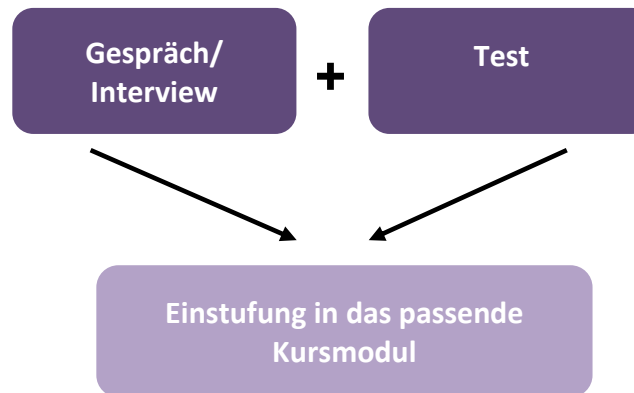 Gespräch/
Interview
+
Test
Einstufung in das passende
Kursmodul